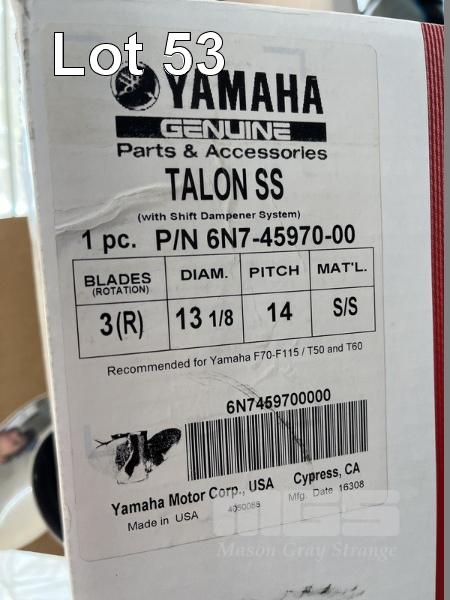 Lot 53
YAMAHA
GENUINE
Parts & Accessories
TALON SS
(with Shift Dampener System)
1 pc. P/N 6N7-45970-00
BLADES (ROTATION) DIAM. PITCH MAT'L.
3(R) 13 1/8 14 S/S
Recommended for Yamaha F70-F115 / T50 and T60
6N7459700000
Yamaha Motor Corp., USA Cypress, CA
Made in USA Mfg. Date 16308
MGS
Mason Gray Strange